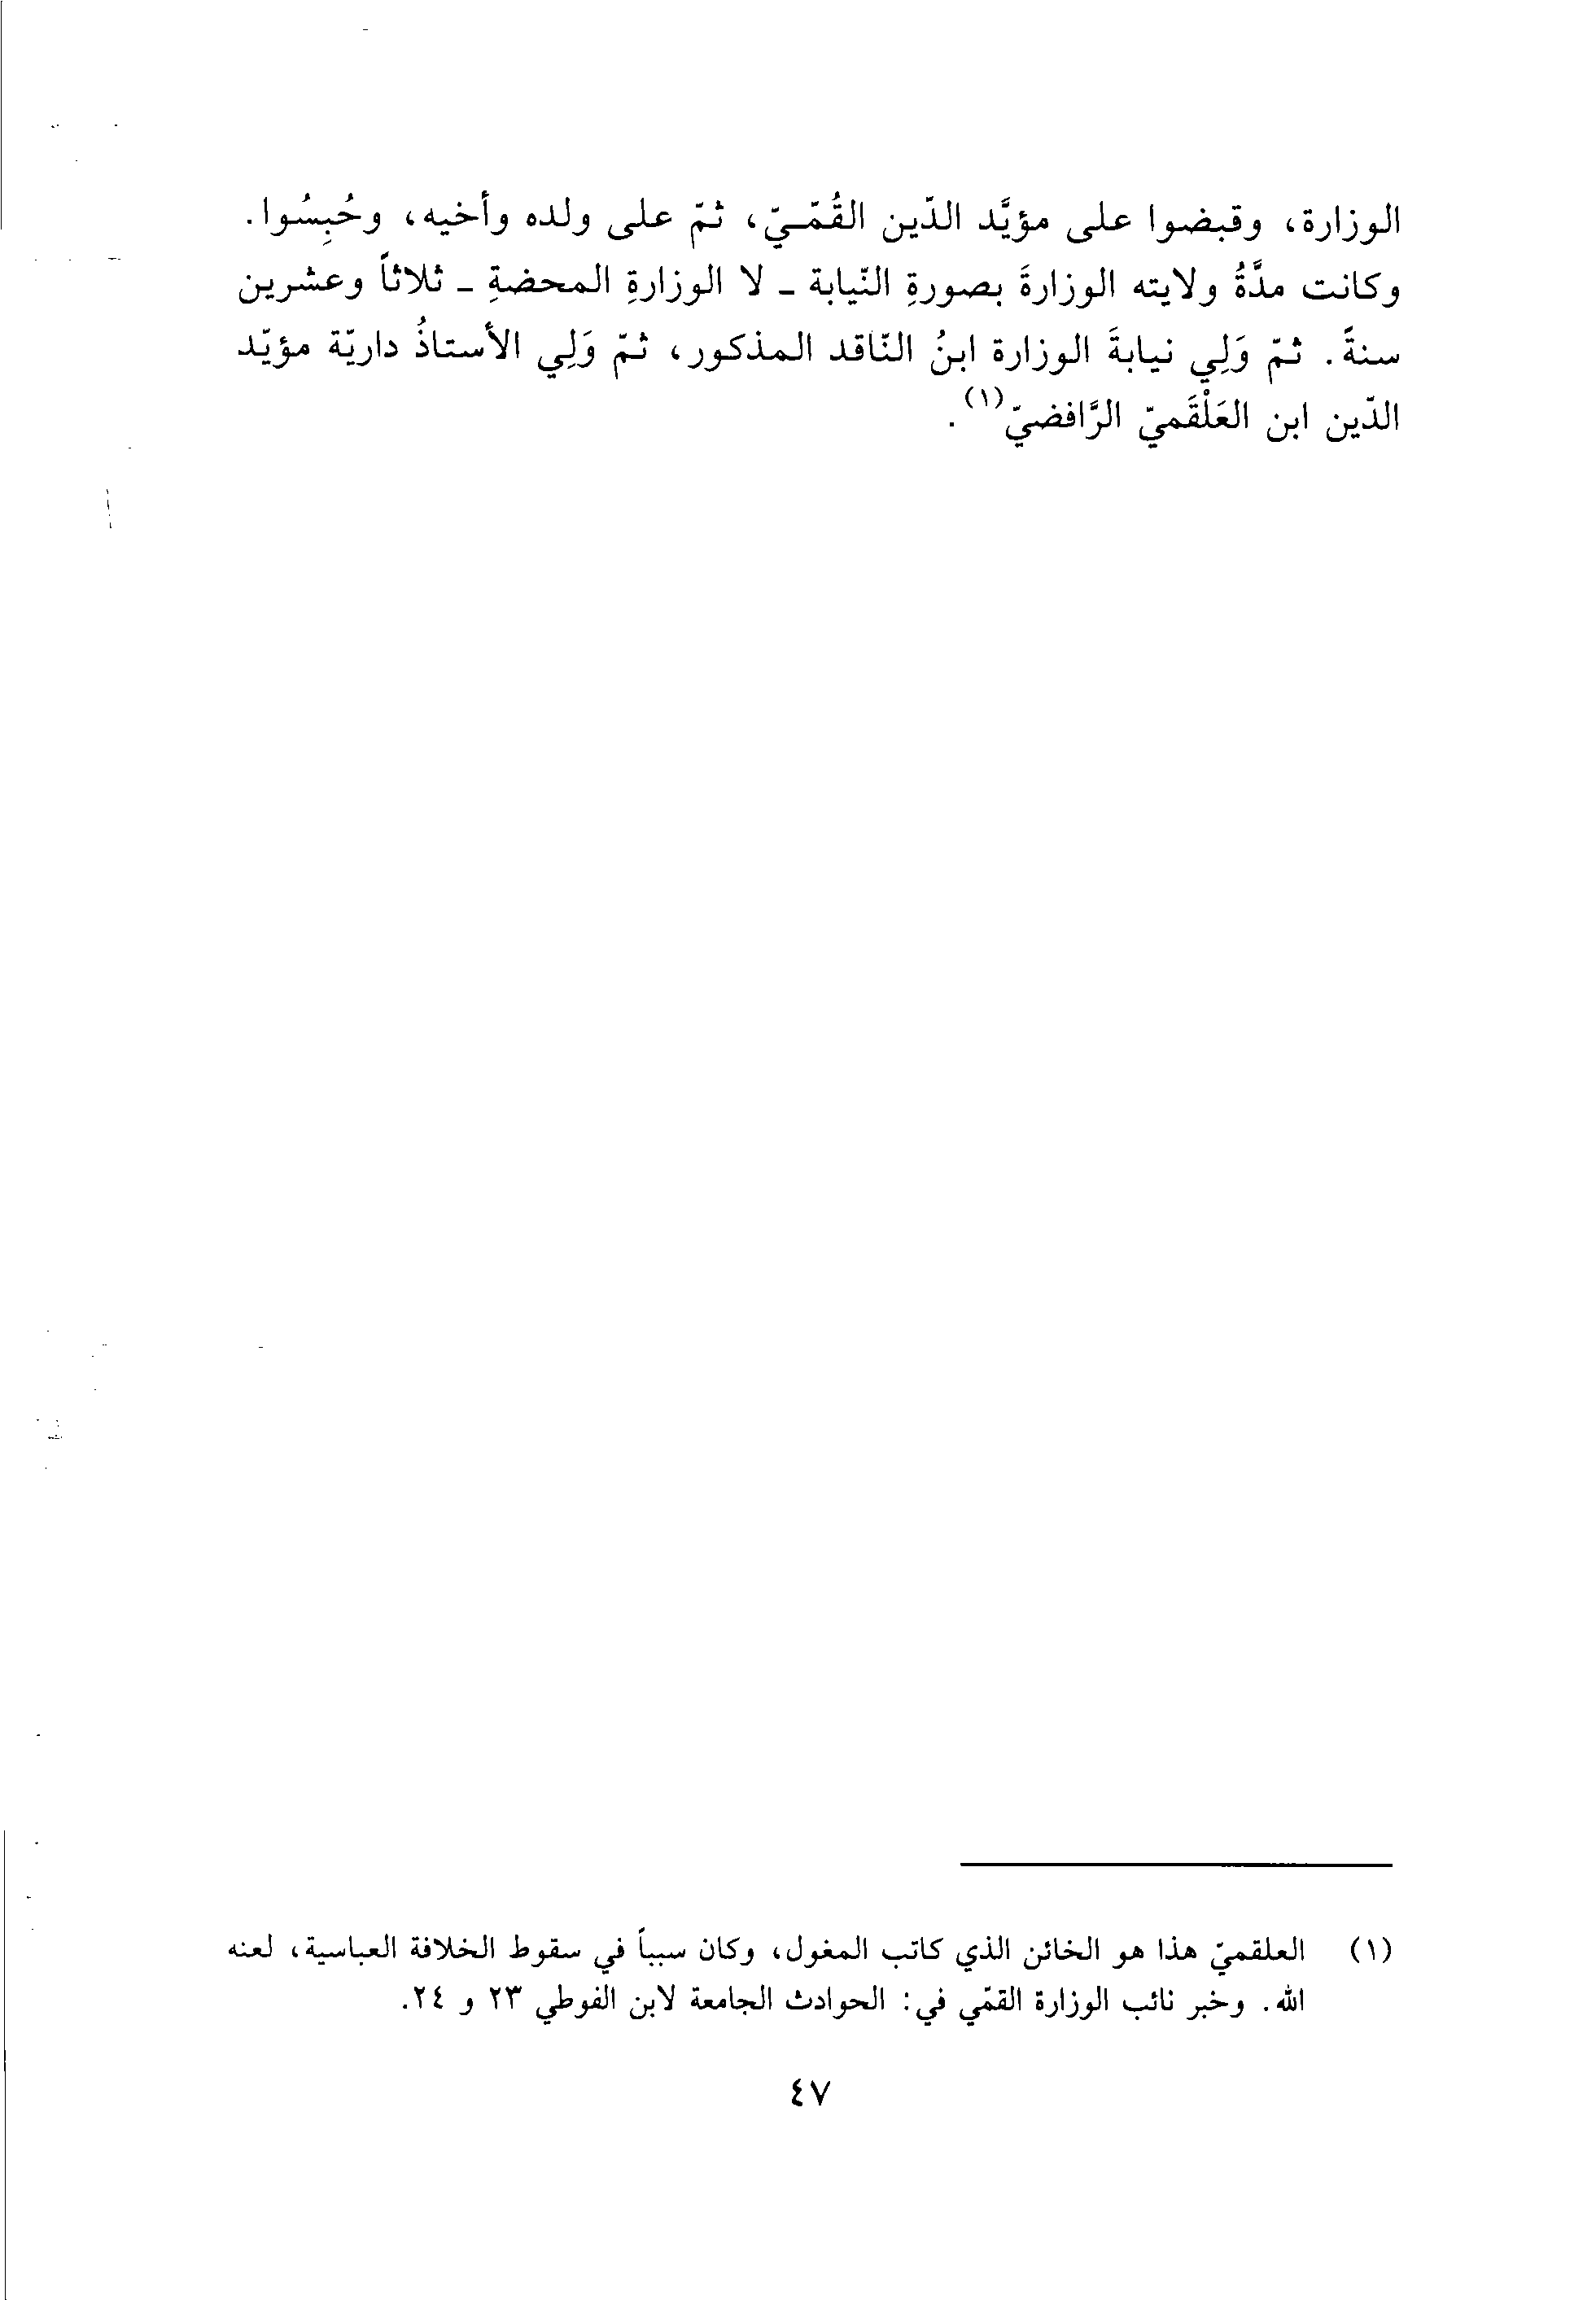 الوزارة، وقبضوا على مؤيَّد الدّين القُمّـيّ، ثمّ على ولده وأخيه، وحُبِسُوا.
وكانت مدَّةُ ولايته الوزارةَ بصورةِ النّيابة ـ لا الوزارةِ المحضةِ ـ ثلاثاً وعشرين
سنةً. ثمّ وَلِي نيابةَ الوزارة ابنُ النّاقد المذكور، ثمّ وَلِي الأستاذُ داريّة مؤيّد
الدّين ابن العَلْقَميّ الرَّافضيّ(١).
(١) العلقميّ هذا هو الخائن الذي كاتب المغول، وكان سبباً في سقوط الخلافة العباسية، لعنه
الله. وخبر نائب الوزارة القمّي في: الحوادث الجامعة لابن الفوطي ٢٣ و ٢٤.
٤٧